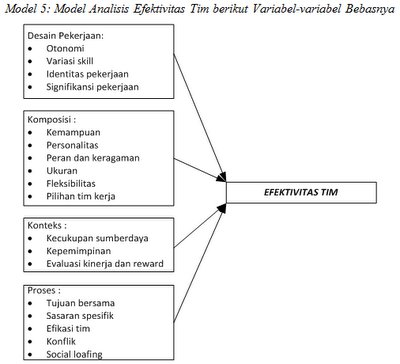 Model 5: Model Analisis Efektivitas Tim berikut Variabel-variabel Bebasnya
Desain Pekerjaan:
• Otonomi
• Variasi skill
• Identitas pekerjaan
• Signifikansi pekerjaan
Komposisi :
• Kemampuan
• Personalitas
• Peran dan keragaman
• Ukuran
• Fleksibilitas
• Pilihan tim kerja
EFEKTIVITAS TIM
Konteks :
• Kecukupan sumberdaya
• Kepemimpinan
• Evaluasi kinerja dan reward
Proses :
• Tujuan bersama
• Sasaran spesifik
• Efikasi tim
• Konflik
• Social loafing